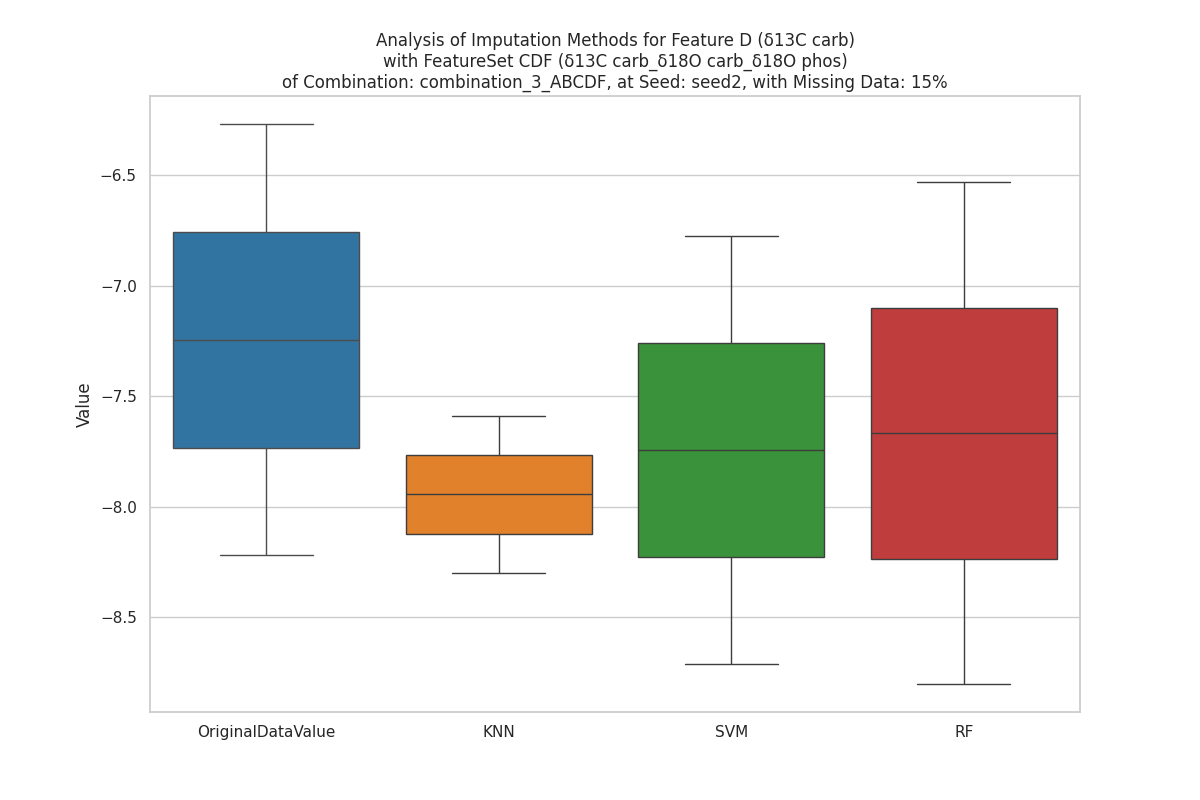 Analysis of Imputation Methods for Feature D (δ13C carb)
with FeatureSet CDF (δ13C carb_δ18O carb_δ18O phos)
of Combination: combination_3_ABCDF, at Seed: seed2, with Missing Data: 15%
Value
−6.5
−7.0
−7.5
−8.0
−8.5
OriginalDataValue
KNN
SVM
RF